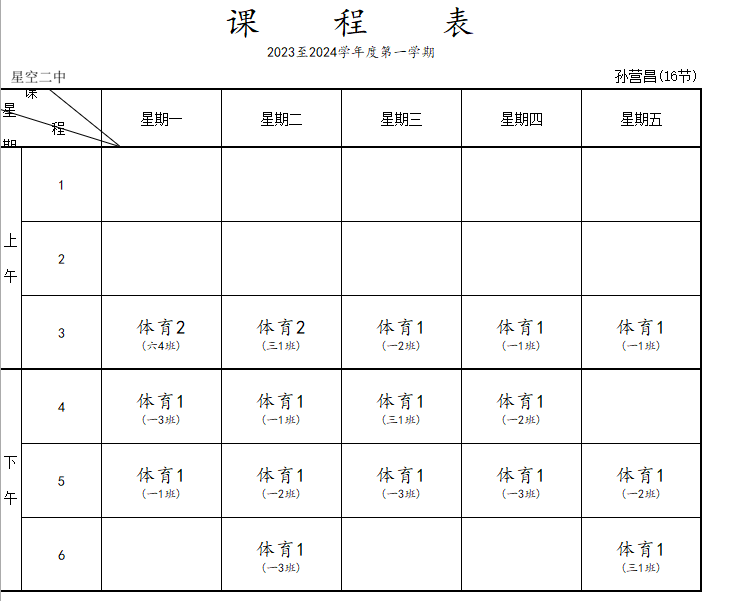 课 程 表
2023至2024学年度第一学期
星空二中 孙营昌(16节)
课
程
星
期
星期一 星期二 星期三 星期四 星期五
上午
1
2
3 体育2 体育2 体育1 体育1 体育1
(六4班) (三1班) (一2班) (一1班) (一1班)
下午
4 体育1 体育1 体育1 体育1
(一3班) (一1班) (三1班) (一2班)
5 体育1 体育1 体育1 体育1 体育1
(一1班) (一2班) (一3班) (一3班) (一2班)
6 体育1 体育1
(一3班) (三1班)